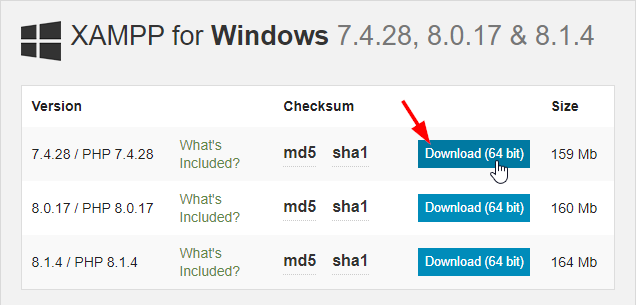 XAMPP for Windows 7.4.28, 8.0.17 & 8.1.4
Version Checksum Size
7.4.28 / PHP 7.4.28 What's Included? md5 sha1 Download (64 bit) 159 Mb
8.0.17 / PHP 8.0.17 What's Included? md5 sha1 Download (64 bit) 160 Mb
8.1.4 / PHP 8.1.4 What's Included? md5 sha1 Download (64 bit) 164 Mb